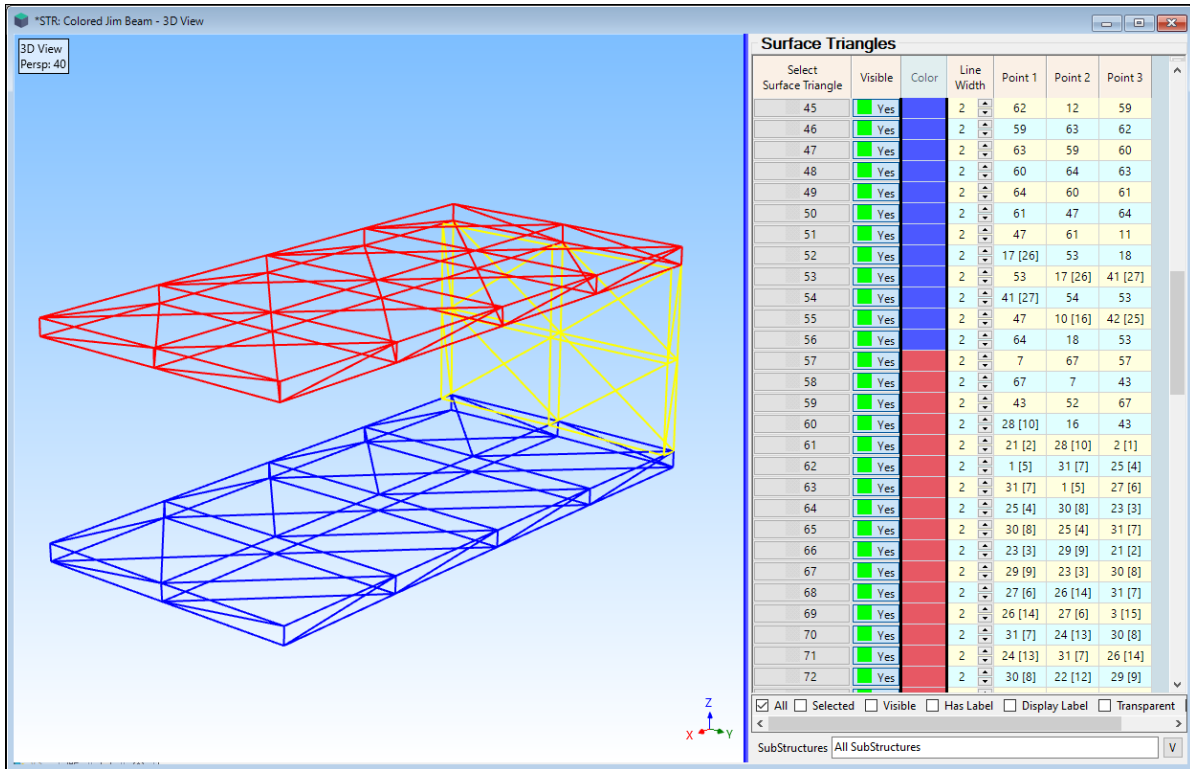 *STR: Colored Jim Beam - 3D View
3D View
Persp: 40
Z
X
Y
Surface Triangles
Select Surface Triangle Visible Color Line Width Point 1 Point 2 Point 3
45 Yes 2 62 12 59
46 Yes 2 59 63 62
47 Yes 2 63 59 60
48 Yes 2 60 64 63
49 Yes 2 64 60 61
50 Yes 2 61 47 64
51 Yes 2 47 61 11
52 Yes 2 17 [26] 53 18
53 Yes 2 17 [26] 41 [27]
54 Yes 2 41 [27] 54 53
55 Yes 2 47 10 [16] 42 [25]
56 Yes 2 64 18 53
57 Yes 2 7 67 57
58 Yes 2 67 7 43
59 Yes 2 43 52 67
60 Yes 2 28 [10] 16 43
61 Yes 2 21 [2] 28 [10] 2 [1]
62 Yes 2 1 [5] 31 [7] 25 [4]
63 Yes 2 31 [7] 1 [5] 27 [6]
64 Yes 2 25 [4] 30 [8] 23 [3]
65 Yes 2 30 [8] 25 [4] 31 [7]
66 Yes 2 23 [3] 29 [9] 21 [2]
67 Yes 2 29 [9] 23 [3] 30 [8]
68 Yes 2 27 [6] 26 [14] 31 [7]
69 Yes 2 26 [14] 27 [6] 3 [15]
70 Yes 2 31 [7] 24 [13] 30 [8]
71 Yes 2 24 [13] 31 [7] 26 [14]
72 Yes 2 30 [8] 22 [12] 29 [9]
All Selected Visible Has Label Display Label Transparent
SubStructures All SubStructures V